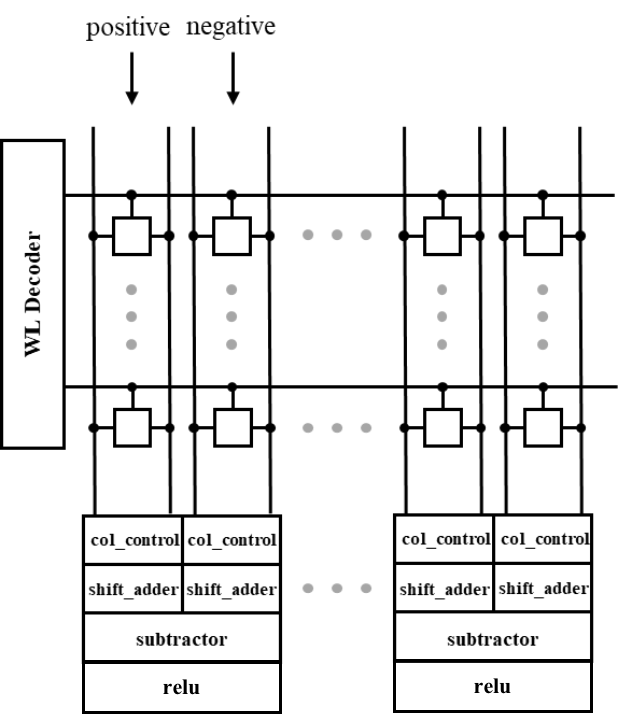 positive negative
WL Decoder
col_control col_control col_control col_control
shift_adder shift_adder shift_adder shift_adder
subtractor subtractor
relu relu